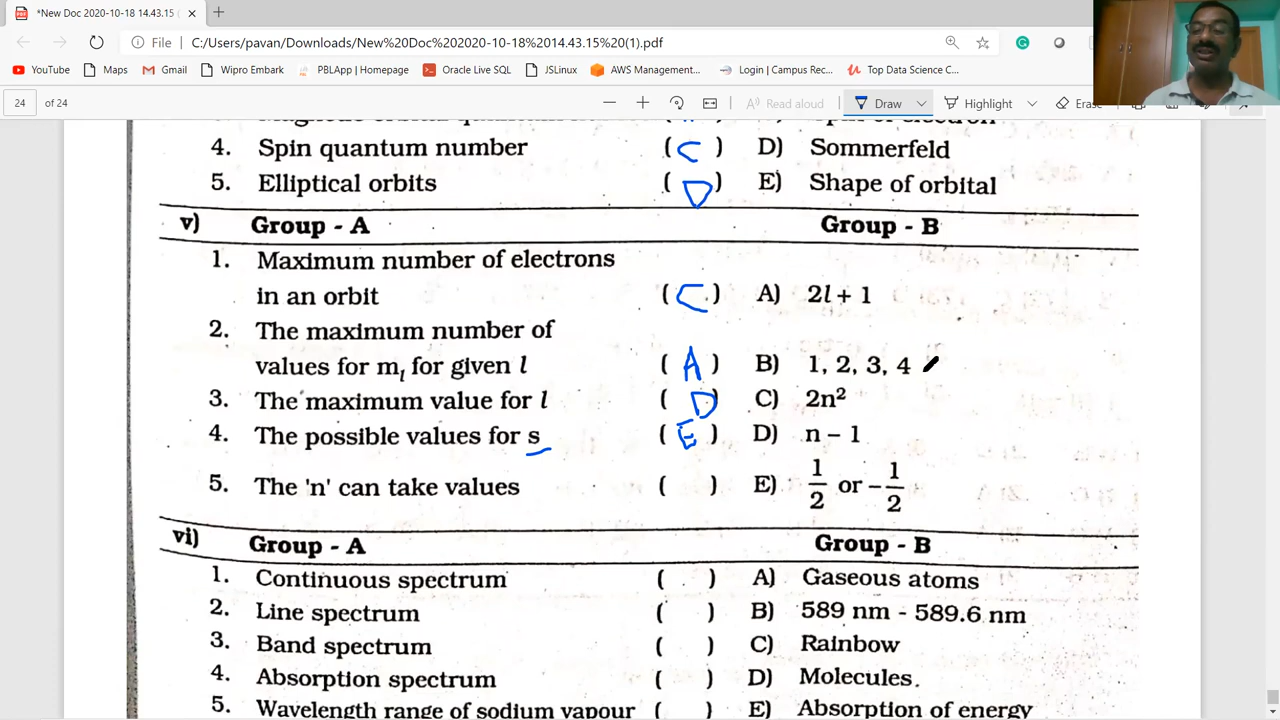 *New Doc 2020-10-18 14.43.15
File C:/Users/pavan/Downloads/New%20Doc%202020-10-18%2014.43.15%20(1).pdf
YouTube Maps Gmail Wipro Embark PBLApp | Homepage Oracle Live SQL JSLinux AWS Management... Login | Campus Rec... Top Data Science C...
24 of 24 Read aloud Draw Highlight Erase
4. Spin quantum number ( C ) D) Sommerfeld
5. Elliptical orbits ( D ) E) Shape of orbital
v) Group - A Group - B
1. Maximum number of electrons
in an orbit ( C ) A) 2l + 1
2. The maximum number of
values for mₗ for given l ( A ) B) 1, 2, 3, 4
3. The maximum value for l ( D ) C) 2n²
4. The possible values for s ( E ) D) n - 1
5. The 'n' can take values ( ) E) 1/2 or -1/2
vi) Group - A Group - B
1. Continuous spectrum ( ) A) Gaseous atoms
2. Line spectrum ( ) B) 589 nm - 589.6 nm
3. Band spectrum ( ) C) Rainbow
4. Absorption spectrum ( ) D) Molecules.
5. Wavelength range of sodium vapour ( ) E) Absorption of energy